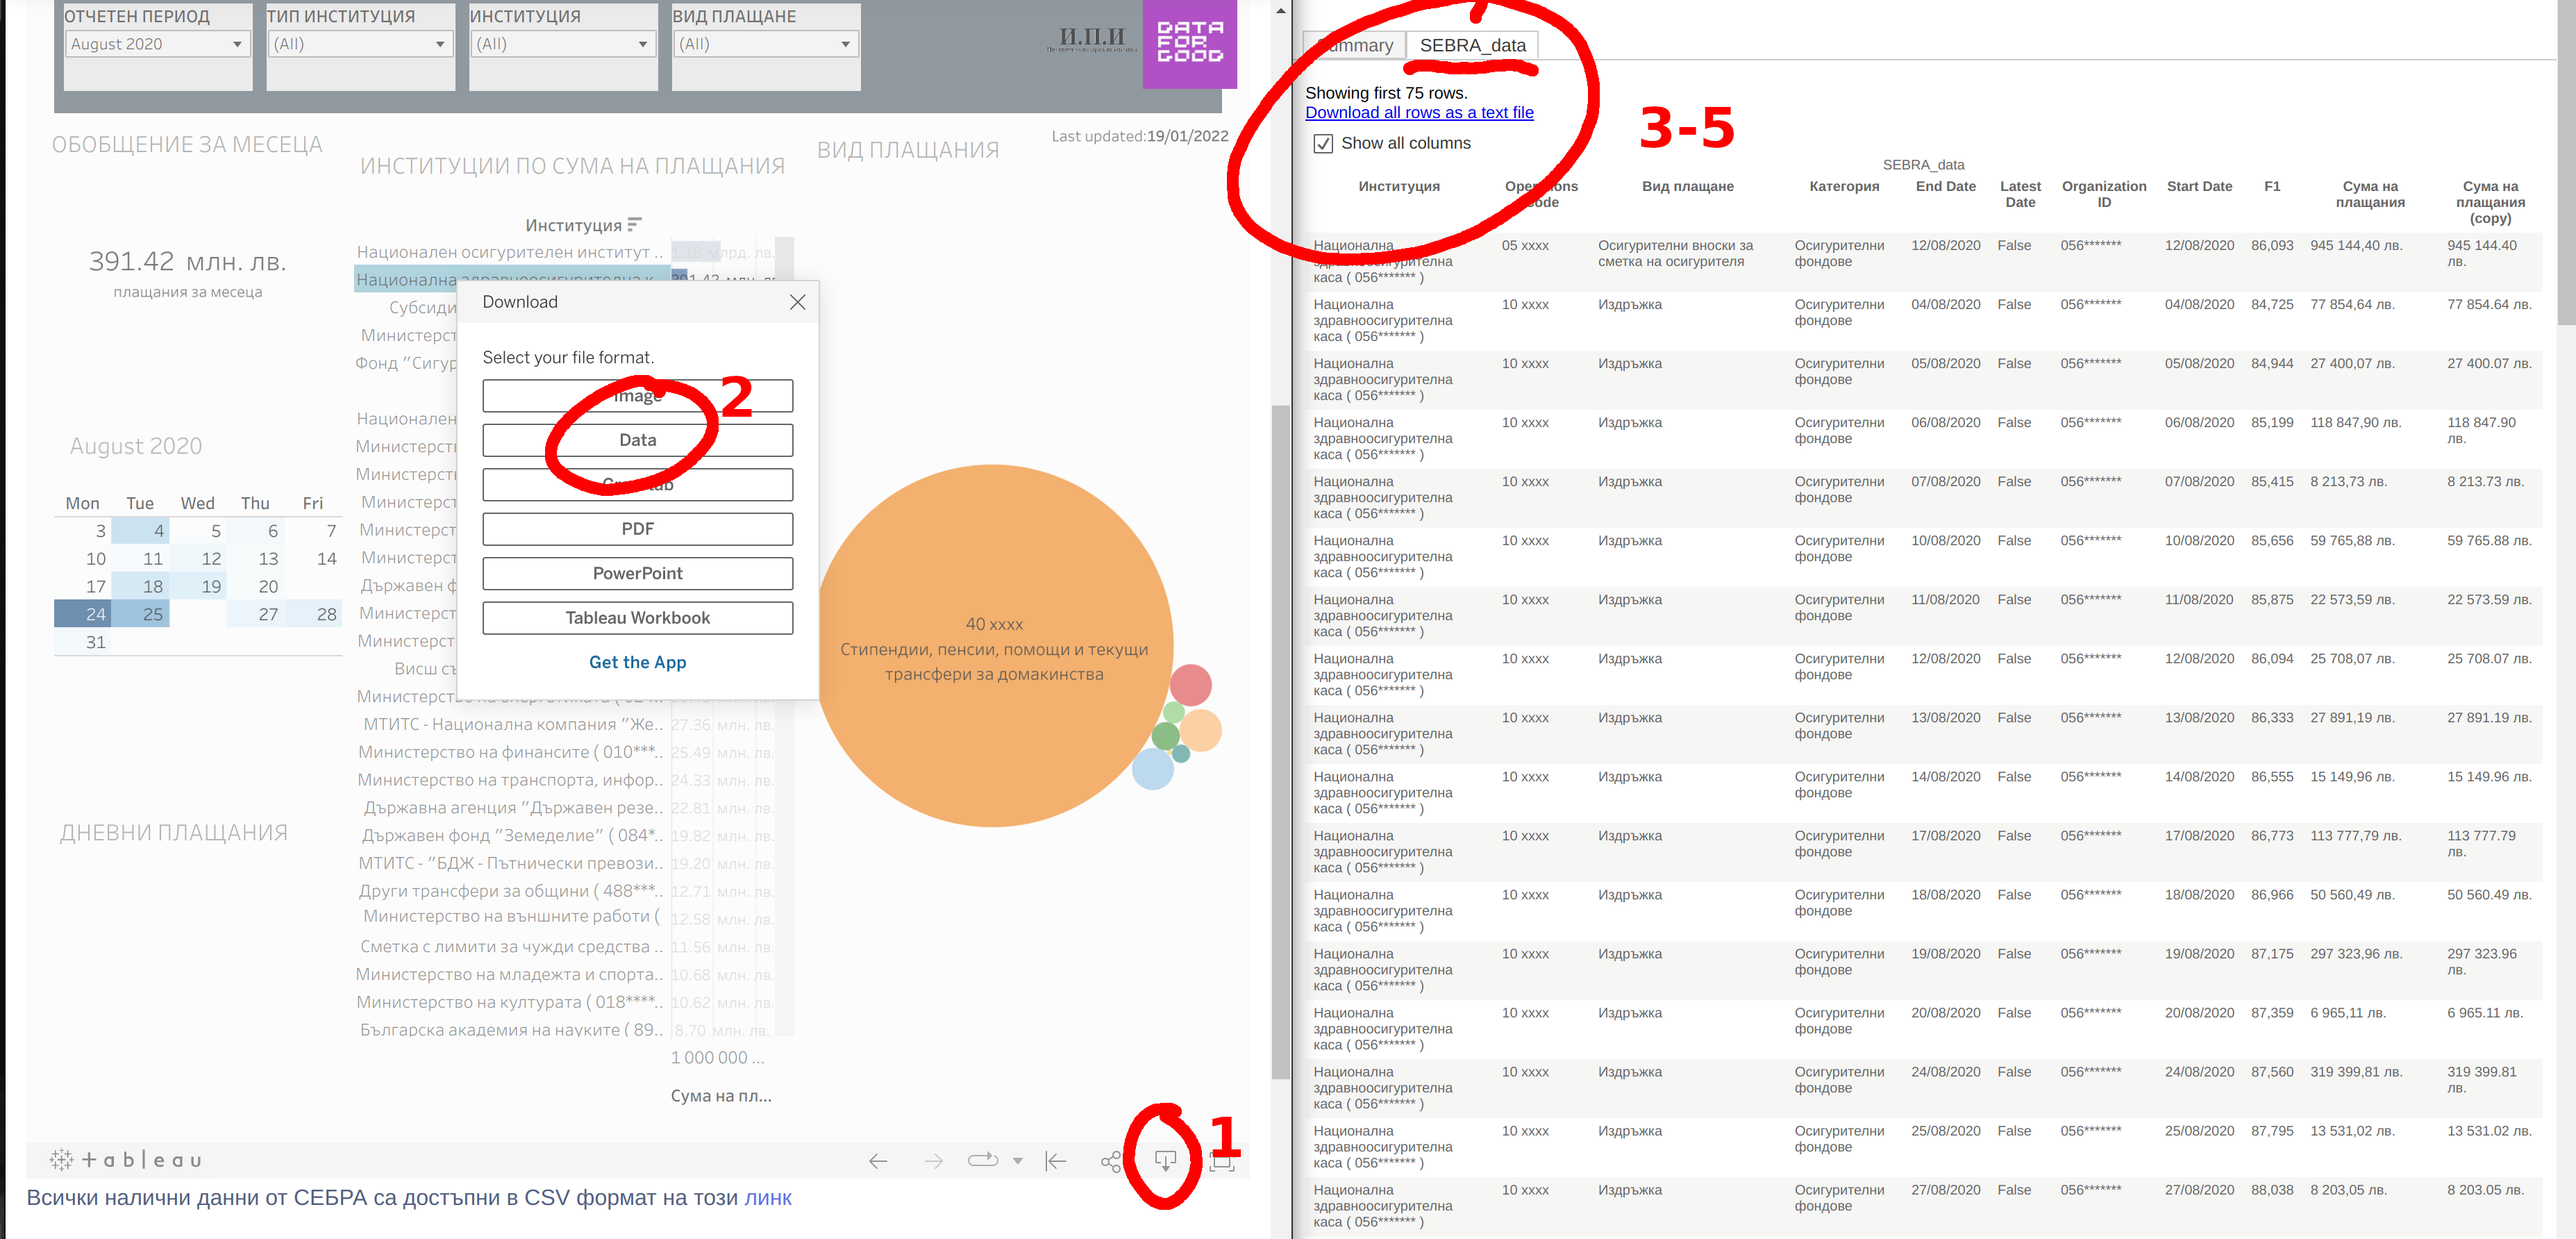 ОТЧЕТЕН ПЕРИОД
August 2020
ТИП ИНСТИТУЦИЯ
(All)
ИНСТИТУЦИЯ
(All)
ВИД ПЛАЩАНЕ
(All)
И.П.И
DATA
FOR
GOOD
Last updated:19/01/2022
ОБОБЩЕНИЕ ЗА МЕСЕЦА
391.42 млн. лв.
плащания за месеца
August 2020
Mon Tue Wed Thu Fri
3 4 5 6 7
10 11 12 13 14
17 18 19 20
24 25 27 28
31
ДНЕВНИ ПЛАЩАНИЯ
ИНСТИТУЦИИ ПО СУМА НА ПЛАЩАНИЯ
Институция
Национален осигурителен институт .. 1.18 млрд. лв.
Национална здравноосигурителна к..
Субсиди
Министерст
Фонд "Сигур
Национален
Министерст
Министерст
Министерст
Министерст
Министерст
Държавен ф
Министерст
Министерст
Висш съ
МТИТС - Национална компания "Же.. 27.36 млн. лв.
Министерство на финансите ( 010***.. 25.49 млн. лв.
Министерство на транспорта, инфор.. 24.33 млн. лв.
Държавна агенция "Държавен резе.. 22.81 млн. лв.
Държавен фонд "Земеделие" ( 084*.. 19.82 млн. лв.
МТИТС - "БДЖ - Пътнически превози.. 19.20 млн. лв.
Други трансфери за общини ( 488***.. 12.71 млн. лв.
Министерство на външните работи ( 12.58 млн. лв.
Сметка с лимити за чужди средства .. 11.56 млн. лв.
Министерство на младежта и спорта.. 10.68 млн. лв.
Министерство на културата ( 018****.. 10.62 млн. лв.
Българска академия на науките ( 89.. 8.70 млн. лв.
1 000 000 ...
Сума на пл...
Download
Select your file format.
Image
Data
Crosstab
PDF
PowerPoint
Tableau Workbook
Get the App
2
ВИД ПЛАЩАНИЯ
40 xxxx
Стипендии, пенсии, помощи и текущи
трансфери за домакинства
1
+ableau
Всички налични данни от СЕБРА са достъпни в CSV формат на този линк
Summary
SEBRA_data
Showing first 75 rows.
Download all rows as a text file
Show all columns
3-5
SEBRA_data
Институция Operations Code Вид плащане Категория End Date Latest Date Organization ID Start Date F1 Сума на плащания Сума на плащания (copy)
Национална здравноосигурителна каса ( 056******* ) 05 xxxx Осигурителни вноски за сметка на осигурителя Осигурителни фондове 12/08/2020 False 056******* 12/08/2020 86,093 945 144,40 лв. 945 144.40 лв.
Национална здравноосигурителна каса ( 056******* ) 10 xxxx Издръжка Осигурителни фондове 04/08/2020 False 056******* 04/08/2020 84,725 77 854,64 лв. 77 854.64 лв.
Национална здравноосигурителна каса ( 056******* ) 10 xxxx Издръжка Осигурителни фондове 05/08/2020 False 056******* 05/08/2020 84,944 27 400,07 лв. 27 400.07 лв.
Национална здравноосигурителна каса ( 056******* ) 10 xxxx Издръжка Осигурителни фондове 06/08/2020 False 056******* 06/08/2020 85,199 118 847,90 лв. 118 847.90 лв.
Национална здравноосигурителна каса ( 056******* ) 10 xxxx Издръжка Осигурителни фондове 07/08/2020 False 056******* 07/08/2020 85,415 8 213,73 лв. 8 213.73 лв.
Национална здравноосигурителна каса ( 056******* ) 10 xxxx Издръжка Осигурителни фондове 10/08/2020 False 056******* 10/08/2020 85,656 59 765,88 лв. 59 765.88 лв.
Национална здравноосигурителна каса ( 056******* ) 10 xxxx Издръжка Осигурителни фондове 11/08/2020 False 056******* 11/08/2020 85,875 22 573,59 лв. 22 573.59 лв.
Национална здравноосигурителна каса ( 056******* ) 10 xxxx Издръжка Осигурителни фондове 12/08/2020 False 056******* 12/08/2020 86,094 25 708,07 лв. 25 708.07 лв.
Национална здравноосигурителна каса ( 056******* ) 10 xxxx Издръжка Осигурителни фондове 13/08/2020 False 056******* 13/08/2020 86,333 27 891,19 лв. 27 891.19 лв.
Национална здравноосигурителна каса ( 056******* ) 10 xxxx Издръжка Осигурителни фондове 14/08/2020 False 056******* 14/08/2020 86,555 15 149,96 лв. 15 149.96 лв.
Национална здравноосигурителна каса ( 056******* ) 10 xxxx Издръжка Осигурителни фондове 17/08/2020 False 056******* 17/08/2020 86,773 113 777,79 лв. 113 777.79 лв.
Национална здравноосигурителна каса ( 056******* ) 10 xxxx Издръжка Осигурителни фондове 18/08/2020 False 056******* 18/08/2020 86,966 50 560,49 лв. 50 560.49 лв.
Национална здравноосигурителна каса ( 056******* ) 10 xxxx Издръжка Осигурителни фондове 19/08/2020 False 056******* 19/08/2020 87,175 297 323,96 лв. 297 323.96 лв.
Национална здравноосигурителна каса ( 056******* ) 10 xxxx Издръжка Осигурителни фондове 20/08/2020 False 056******* 20/08/2020 87,359 6 965,11 лв. 6 965.11 лв.
Национална здравноосигурителна каса ( 056******* ) 10 xxxx Издръжка Осигурителни фондове 24/08/2020 False 056******* 24/08/2020 87,560 319 399,81 лв. 319 399.81 лв.
Национална здравноосигурителна каса ( 056******* ) 10 xxxx Издръжка Осигурителни фондове 25/08/2020 False 056******* 25/08/2020 87,795 13 531,02 лв. 13 531.02 лв.
Национална здравноосигурителна каса ( 056******* ) 10 xxxx Издръжка Осигурителни фондове 27/08/2020 False 056******* 27/08/2020 88,038 8 203,05 лв. 8 203.05 лв.